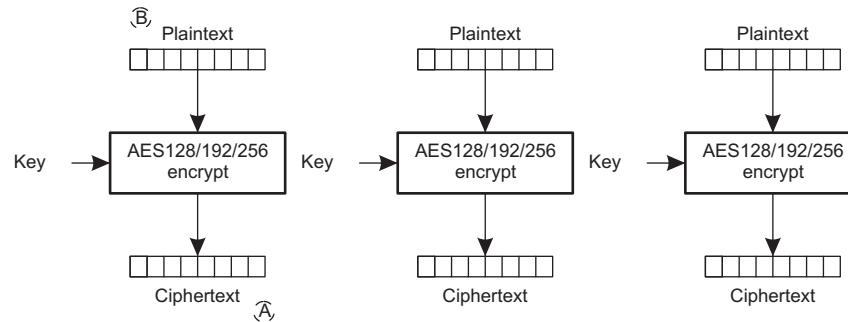 B
Plaintext
Plaintext
Plaintext
Key
AES128/192/256
encrypt
Key
AES128/192/256
encrypt
Key
AES128/192/256
encrypt
Ciphertext
Ciphertext
Ciphertext
A